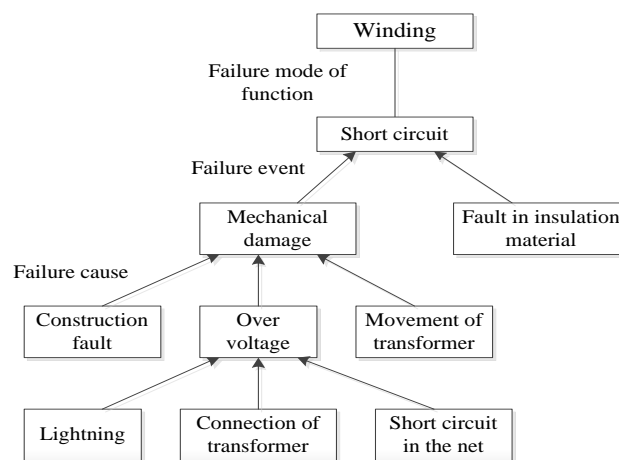 Winding
Failure mode of
function
Short circuit
Failure event
Mechanical
damage
Fault in insulation
material
Failure cause
Construction
fault
Over
voltage
Movement of
transformer
Lightning
Connection of
transformer
Short circuit
in the net